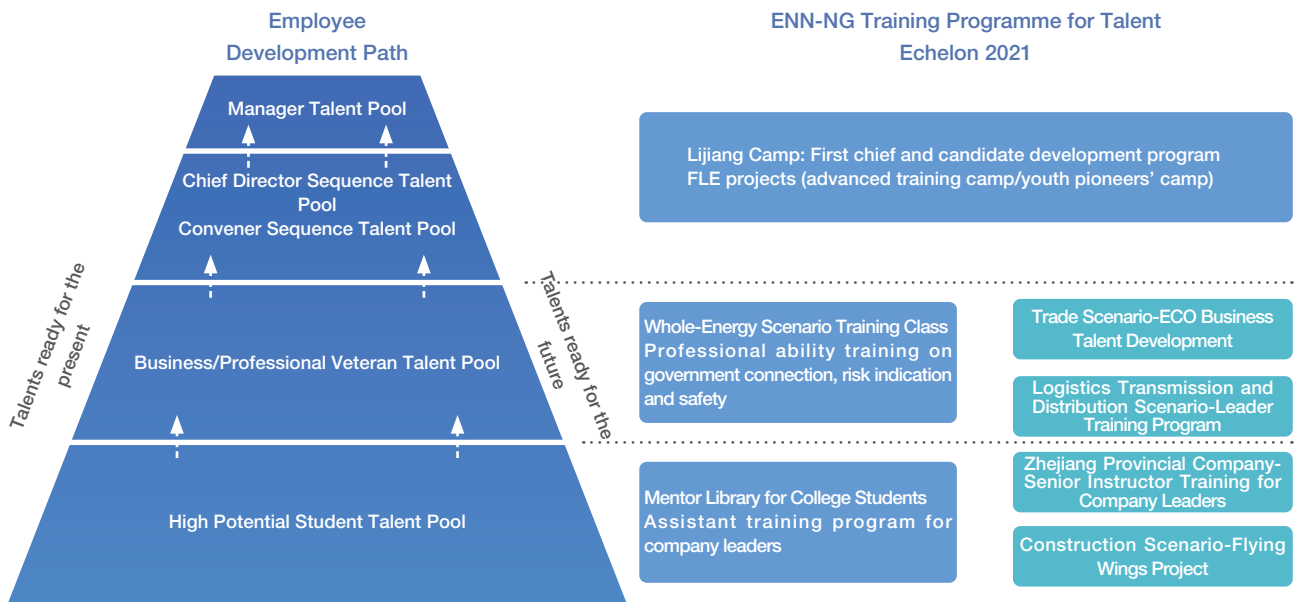 Employee
Development Path
Manager Talent Pool
Chief Director Sequence Talent
Pool
Convener Sequence Talent Pool
Business/Professional Veteran Talent Pool
High Potential Student Talent Pool
Talents ready for the
present
Talents ready for the
future
ENN-NG Training Programme for Talent
Echelon 2021
Lijiang Camp: First chief and candidate development program
FLE projects (advanced training camp/youth pioneers’ camp)
Whole-Energy Scenario Training Class
Professional ability training on
government connection, risk indication
and safety
Trade Scenario-ECO Business
Talent Development
Logistics Transmission and
Distribution Scenario-Leader
Training Program
Mentor Library for College Students
Assistant training program for
company leaders
Zhejiang Provincial Company-
Senior Instructor Training for
Company Leaders
Construction Scenario-Flying
Wings Project